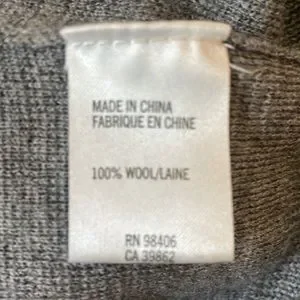 MADE IN CHINA
FABRIQUE EN CHINE
100% WOOL/LAINE
RN 98406
CA 39862